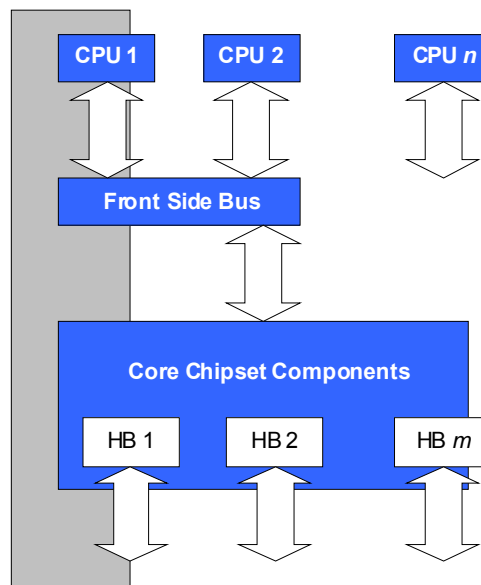 CPU 1
CPU 2
CPU n
Front Side Bus
Core Chipset Components
HB 1
HB 2
HB m